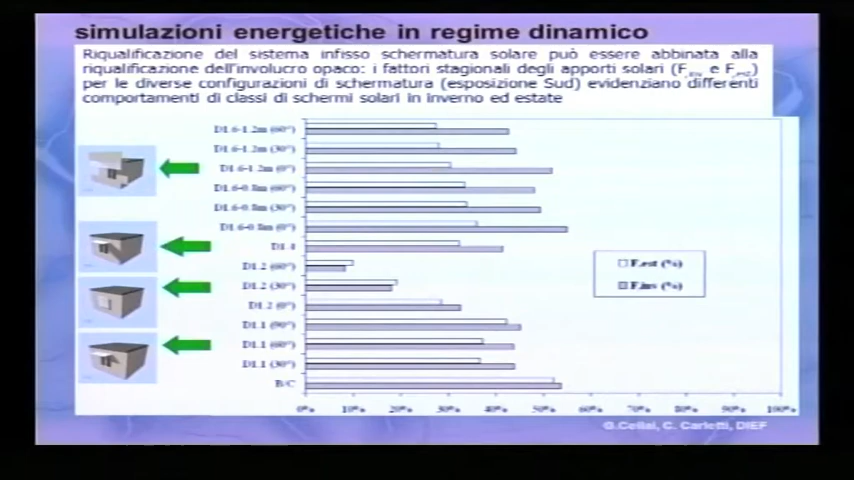 simulazioni energetiche in regime dinamico
Riqualificazione del sistema infisso schermatura solare può essere abbinata alla
riqualificazione dell'involucro opaco: i fattori stagionali degli apporti solari (F e F
per le diverse configurazioni di schermatura (esposizione Sud) evidenziano differenti
comportamenti di classi di schermi solari in inverno ed estate
D1.6-1.2m (60°)
D1.6-1.2m (30°)
D1.6-1.2m (0°)
D1.6-0.8m (60°)
D1.6-0.8m (30°)
D1.6-0.8m (0°)
D1.2 (60°)
D1.2 (30°)
D1.2 (0°)
D1.1 (90°)
D1.1 (60°)
D1.1 (30°)
B/C
F.est (%)
F.inv (%)
0% 10% 20% 30% 40% 50% 60% 70% 80% 90% 100%
G.Cellai, C. Carletti, DIEF